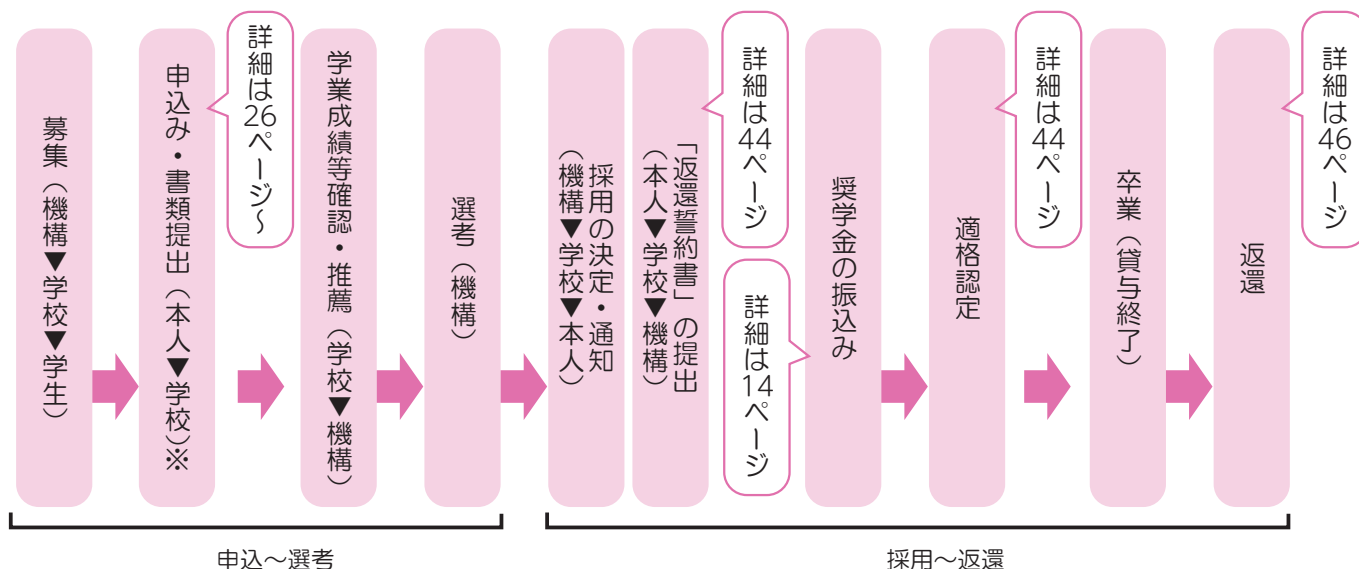 募集（機構▼学校▼学生）
申込み・書類提出（本人▼学校）※
詳細は26ページ～
学業成績等確認・推薦（学校▼機構）
選考（機構）
採用の決定・通知
（機構▼学校▼本人）
「返還誓約書」の提出
（本人▼学校▼機構）
詳細は44ページ
詳細は14ページ
奨学金の振込み
適格認定
詳細は44ページ
卒業（貸与終了）
返還
詳細は46ページ
申込～選考
採用～返還